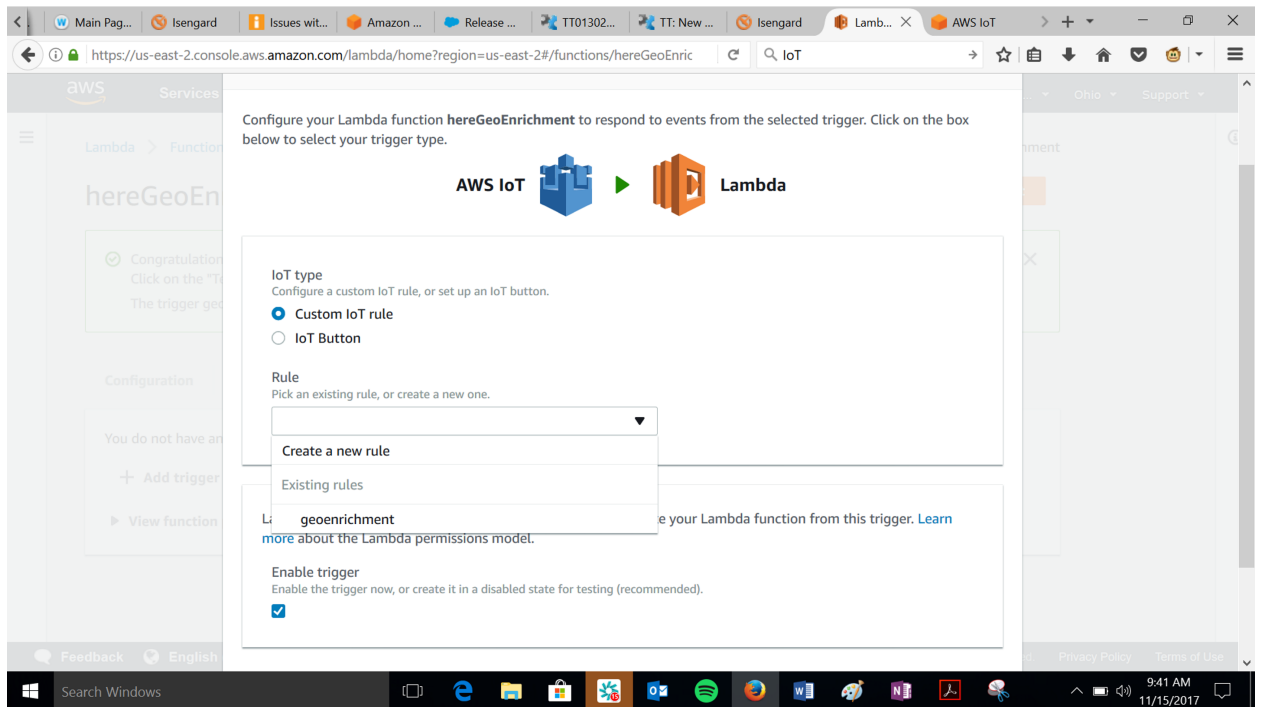 Main Pag... Isengard Issues wit... Amazon ... Release ... TT01302... TT: New ... Isengard Lamb... AWS IoT
https://us-east-2.console.aws.amazon.com/lambda/home?region=us-east-2#/functions/hereGeoEnric IoT
aws Services Ohio Support
Configure your Lambda function hereGeoEnrichment to respond to events from the selected trigger. Click on the box
below to select your trigger type.
Lambda > Function
AWS IoT Lambda
hereGeoEn
IoT type
Configure a custom IoT rule, or set up an IoT button.
Custom IoT rule
IoT Button
Congratulation
Click on the "T
The trigger geo
Rule
Pick an existing rule, or create a new one.
Create a new rule
Existing rules
geoenrichment
Configuration
You do not have an
+ Add trigger
View function
e your Lambda function from this trigger. Learn
more about the Lambda permissions model.
Enable trigger
Enable the trigger now, or create it in a disabled state for testing (recommended).
Feedback English Privacy Policy Terms of Use
Search Windows
9:41 AM
11/15/2017